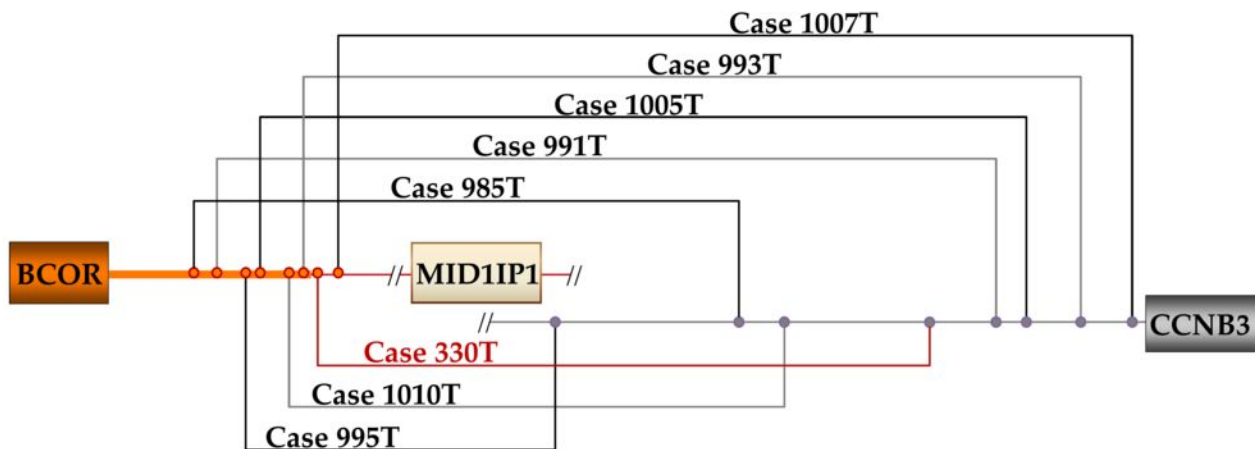 Case 1007T
Case 993T
Case 1005T
Case 991T
Case 985T
BCOR
//
MID1IP1
//
//
CCNB3
Case 330T
Case 1010T
Case 995T